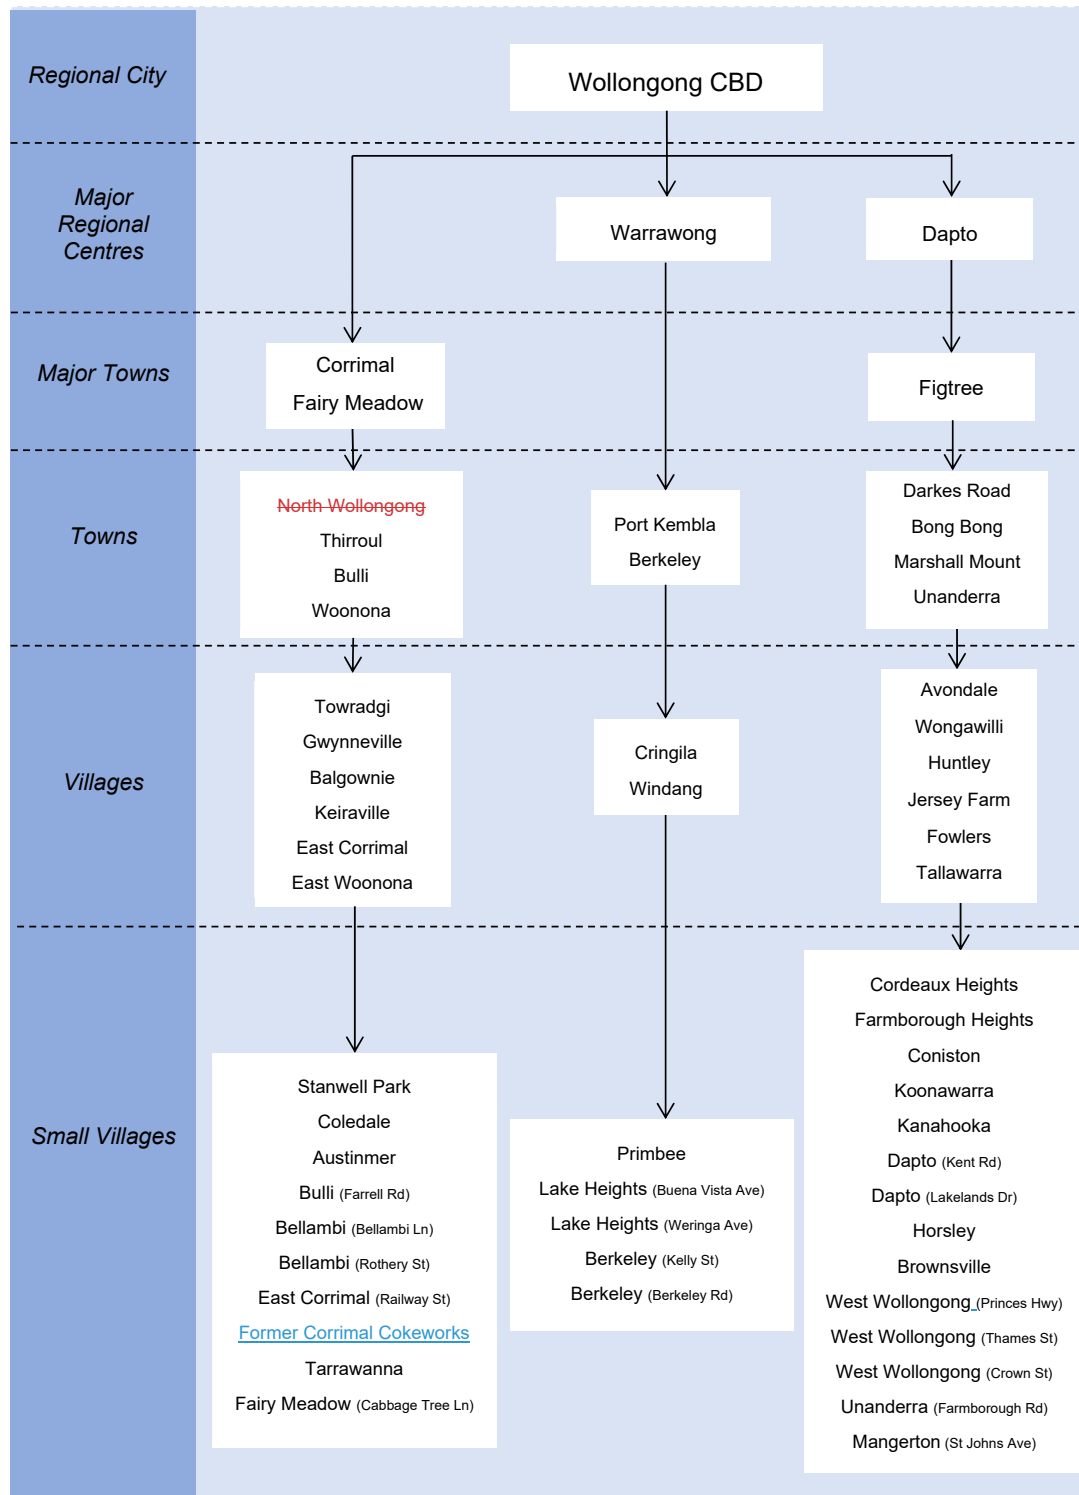 Regional City
Wollongong CBD
Major
Regional
Centres
Warrawong
Dapto
Major Towns
Corrimal
Fairy Meadow
Figtree
Towns
North Wollongong
Thirroul
Bulli
Woonona
Port Kembla
Berkeley
Darkes Road
Bong Bong
Marshall Mount
Unanderra
Villages
Towradgi
Gwynneville
Balgownie
Keiraville
East Corrimal
East Woonona
Cringila
Windang
Avondale
Wongawilli
Huntley
Jersey Farm
Fowlers
Tallawarra
Small Villages
Stanwell Park
Coledale
Austinmer
Bulli (Farrell Rd)
Bellambi (Bellambi Ln)
Bellambi (Rothery St)
East Corrimal (Railway St)
Former Corrimal Cokeworks
Tarrawanna
Fairy Meadow (Cabbage Tree Ln)
Primbee
Lake Heights (Buena Vista Ave)
Lake Heights (Weringa Ave)
Berkeley (Kelly St)
Berkeley (Berkeley Rd)
Cordeaux Heights
Farmborough Heights
Coniston
Koonawarra
Kanahooka
Dapto (Kent Rd)
Dapto (Lakelands Dr)
Horsley
Brownsville
West Wollongong (Princes Hwy)
West Wollongong (Thames St)
West Wollongong (Crown St)
Unanderra (Farmborough Rd)
Mangerton (St Johns Ave)